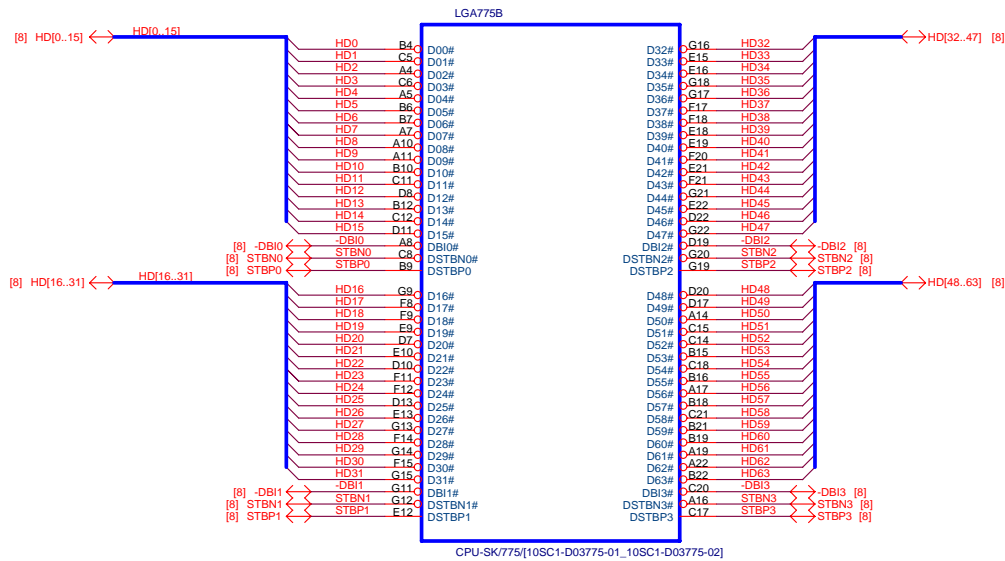 LGA775B
[8] HD[0..15] HD[0..15] HD[32..47] [8]
HD0 B4 D00# D32# G16 HD32
HD1 C5 D01# D33# E15 HD33
HD2 A4 D02# D34# E16 HD34
HD3 C6 D03# D35# G18 HD35
HD4 A5 D04# D36# G17 HD36
HD5 B6 D05# D37# F17 HD37
HD6 B7 D06# D38# F18 HD38
HD7 A7 D07# D39# E18 HD39
HD8 A10 D08# D40# E19 HD40
HD9 A11 D09# D41# F20 HD41
HD10 B10 D10# D42# E21 HD42
HD11 C11 D11# D43# F21 HD43
HD12 D8 D12# D44# G21 HD44
HD13 B12 D13# D45# E22 HD45
HD14 C12 D14# D46# D22 HD46
HD15 D11 D15# D47# G22 HD47
[8] -DBI0 -DBI0 A8 DBI0# DBI2# D19 -DBI2 -DBI2 [8]
[8] STBN0 STBN0 C8 DSTBN0# DSTBN2# G20 STBN2 STBN2 [8]
[8] STBP0 STBP0 B9 DSTBP0 DSTBP2 G19 STBP2 STBP2 [8]
[8] HD[16..31] HD[16..31] HD[48..63] [8]
HD16 G9 D16# D48# D20 HD48
HD17 F8 D17# D49# D17 HD49
HD18 F9 D18# D50# A14 HD50
HD19 E9 D19# D51# C15 HD51
HD20 D7 D20# D52# C14 HD52
HD21 E10 D21# D53# B15 HD53
HD22 D10 D22# D54# C18 HD54
HD23 F11 D23# D55# B16 HD55
HD24 F12 D24# D56# A17 HD56
HD25 D13 D25# D57# B18 HD57
HD26 E13 D26# D58# C21 HD58
HD27 G13 D27# D59# B21 HD59
HD28 F14 D28# D60# B19 HD60
HD29 G14 D29# D61# A19 HD61
HD30 F15 D30# D62# A22 HD62
HD31 G15 D31# D63# B22 HD63
[8] -DBI1 -DBI1 G11 DBI1# DBI3# C20 -DBI3 -DBI3 [8]
[8] STBN1 STBN1 G12 DSTBN1# DSTBN3# A16 STBN3 STBN3 [8]
[8] STBP1 STBP1 E12 DSTBP1 DSTBP3 C17 STBP3 STBP3 [8]
CPU-SK/775/[10SC1-D03775-01_10SC1-D03775-02]